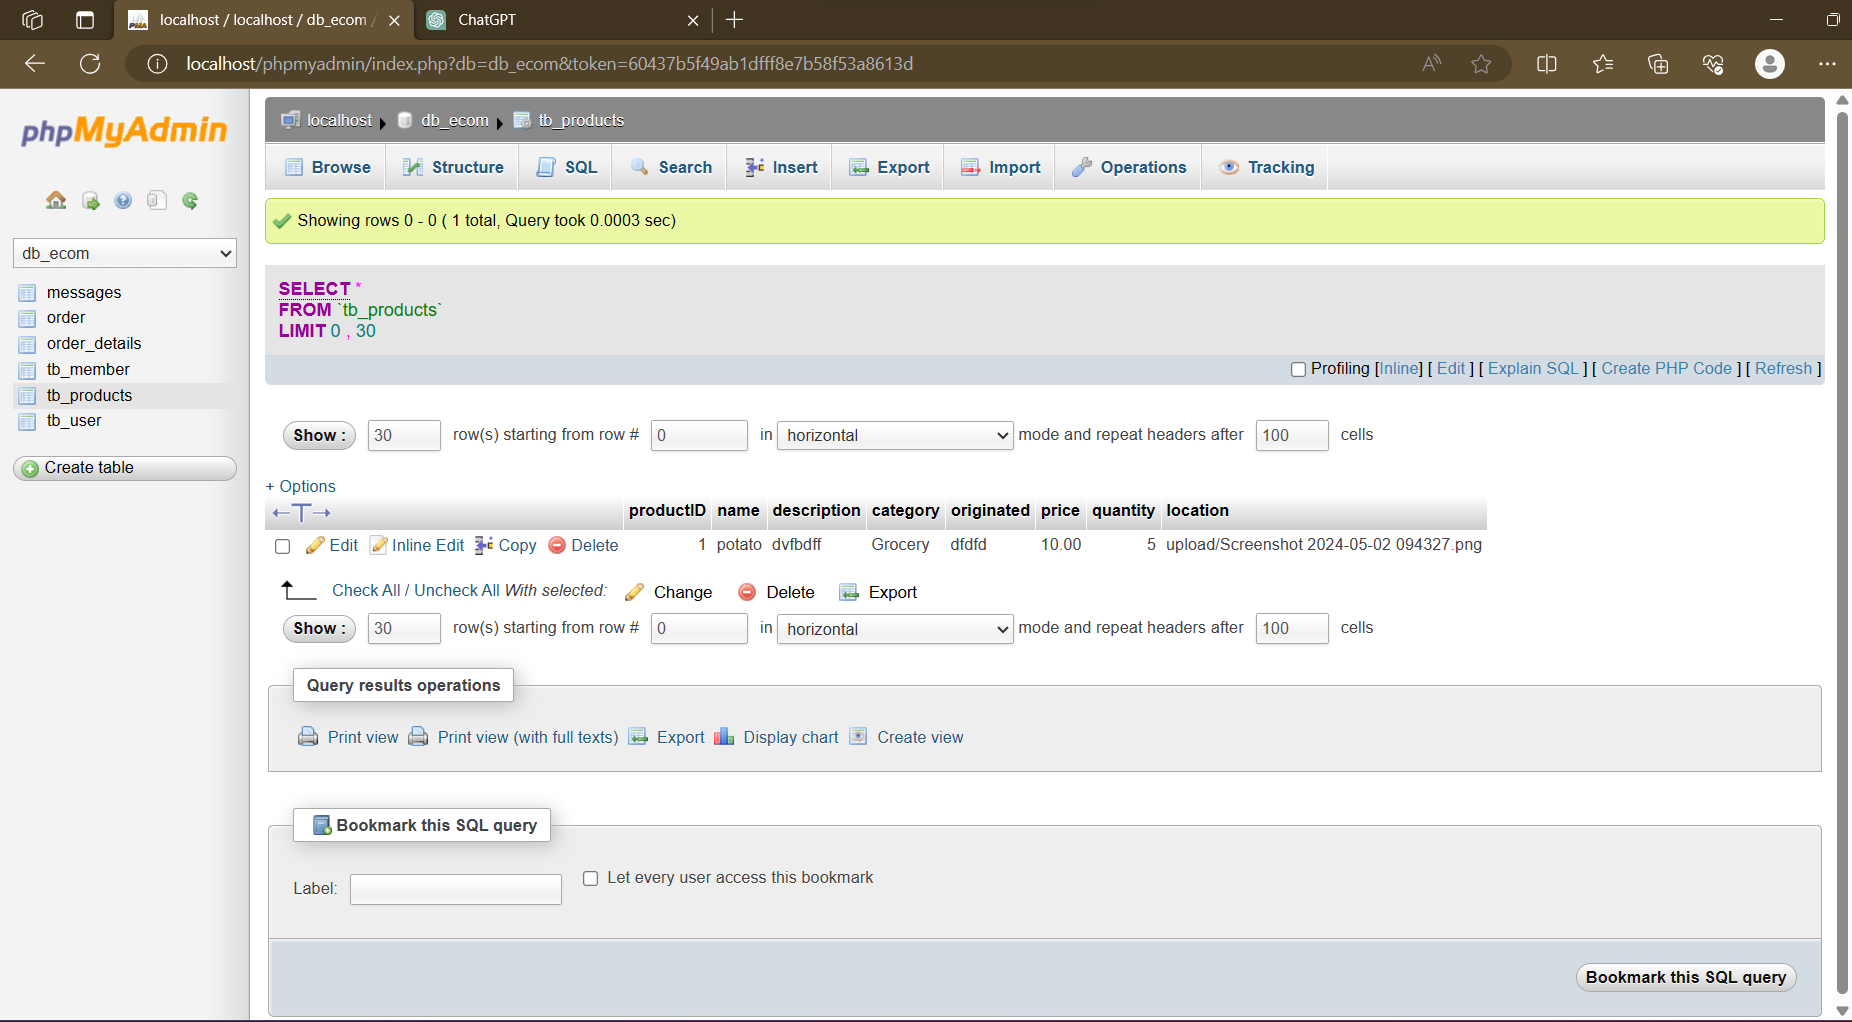 localhost / localhost / db_ecom /
ChatGPT
localhost/phpmyadmin/index.php?db=db_ecom&token=60437b5f49ab1dfff8e7b58f53a8613d
phpMyAdmin
localhost
db_ecom
tb_products
Browse
Structure
SQL
Search
Insert
Export
Import
Operations
Tracking
db_ecom
messages
order
order_details
tb_member
tb_products
tb_user
Create table
Showing rows 0 - 0 ( 1 total, Query took 0.0003 sec)
SELECT *
FROM `tb_products`
LIMIT 0 , 30
Profiling [Inline] [ Edit ] [ Explain SQL ] [ Create PHP Code ] [ Refresh ]
Show : 30 row(s) starting from row # 0 in horizontal mode and repeat headers after 100 cells
+ Options
productID name description category originated price quantity location
Edit Inline Edit Copy Delete 1 potato dvfbdff Grocery dfdfd 10.00 5 upload/Screenshot 2024-05-02 094327.png
Check All / Uncheck All With selected: Change Delete Export
Show : 30 row(s) starting from row # 0 in horizontal mode and repeat headers after 100 cells
Query results operations
Print view Print view (with full texts) Export Display chart Create view
Bookmark this SQL query
Label: Let every user access this bookmark
Bookmark this SQL query